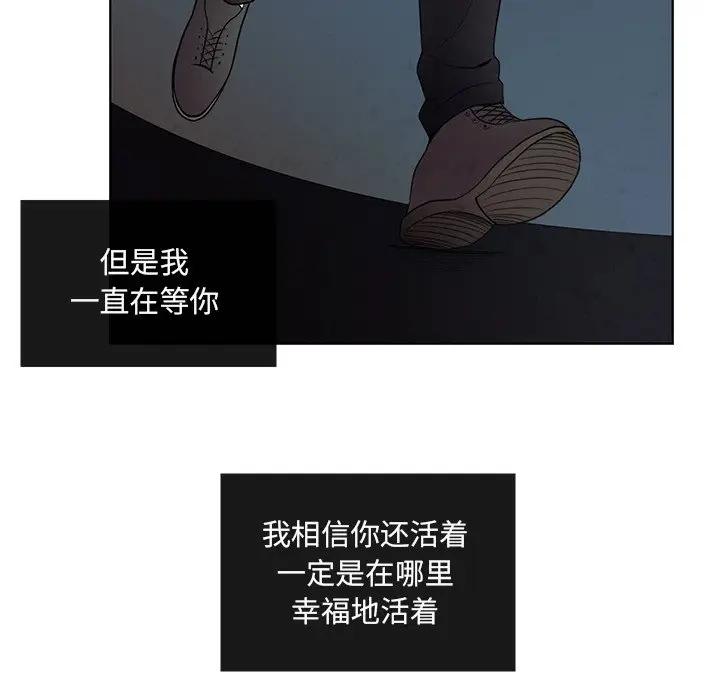 但是我
一直在等你
我相信你还活着
一定是在哪里
幸福地活着